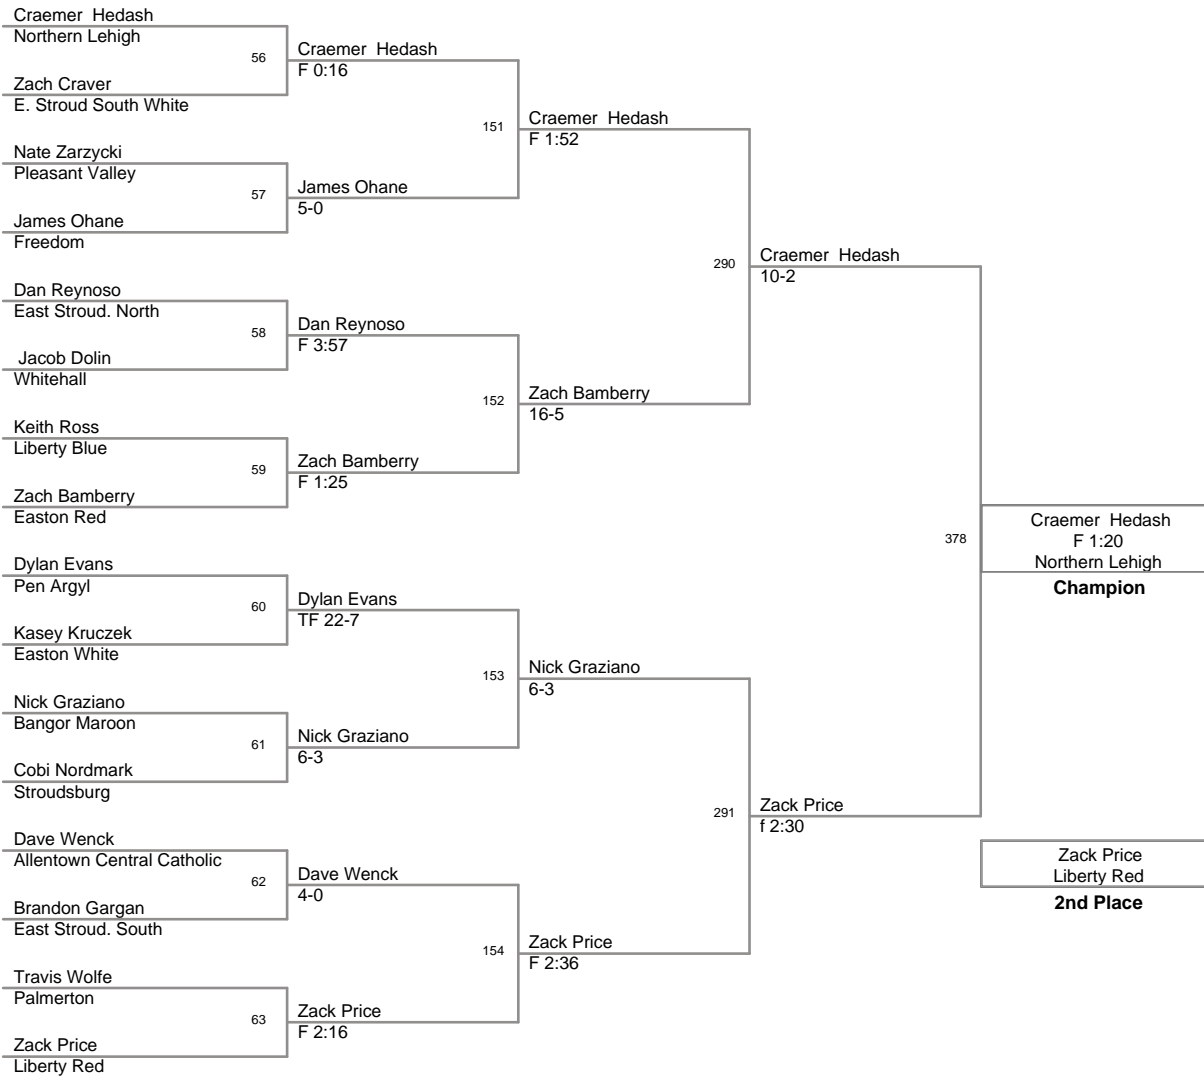 Craemer  Hedash
Northern Lehigh
56
Zach Craver
E. Stroud South White
Nate Zarzycki
Pleasant Valley
57
James Ohane
Freedom
Dan Reynoso
East Stroud. North
58
Jacob Dolin
Whitehall
Keith Ross
Liberty Blue
59
Zach Bamberry
Easton Red
Dylan Evans
Pen Argyl
60
Kasey Kruczek
Easton White
Nick Graziano
Bangor Maroon
61
Cobi Nordmark
Stroudsburg
Dave Wenck
Allentown Central Catholic
62
Brandon Gargan
East Stroud. South
Travis Wolfe
Palmerton
63
Zack Price
Liberty Red
Craemer  Hedash
F 0:16
151
James Ohane
5-0
Dan Reynoso
F 3:57
152
Zach Bamberry
F 1:25
Dylan Evans
TF 22-7
153
Nick Graziano
6-3
Dave Wenck
4-0
154
Zack Price
F 2:16
Craemer  Hedash
F 1:52
290
Zach Bamberry
16-5
Nick Graziano
6-3
291
Zack Price
F 2:36
Craemer  Hedash
10-2
378
Zack Price
f 2:30
Craemer  Hedash
F 1:20
Northern Lehigh
Champion
Zack Price
Liberty Red
2nd Place